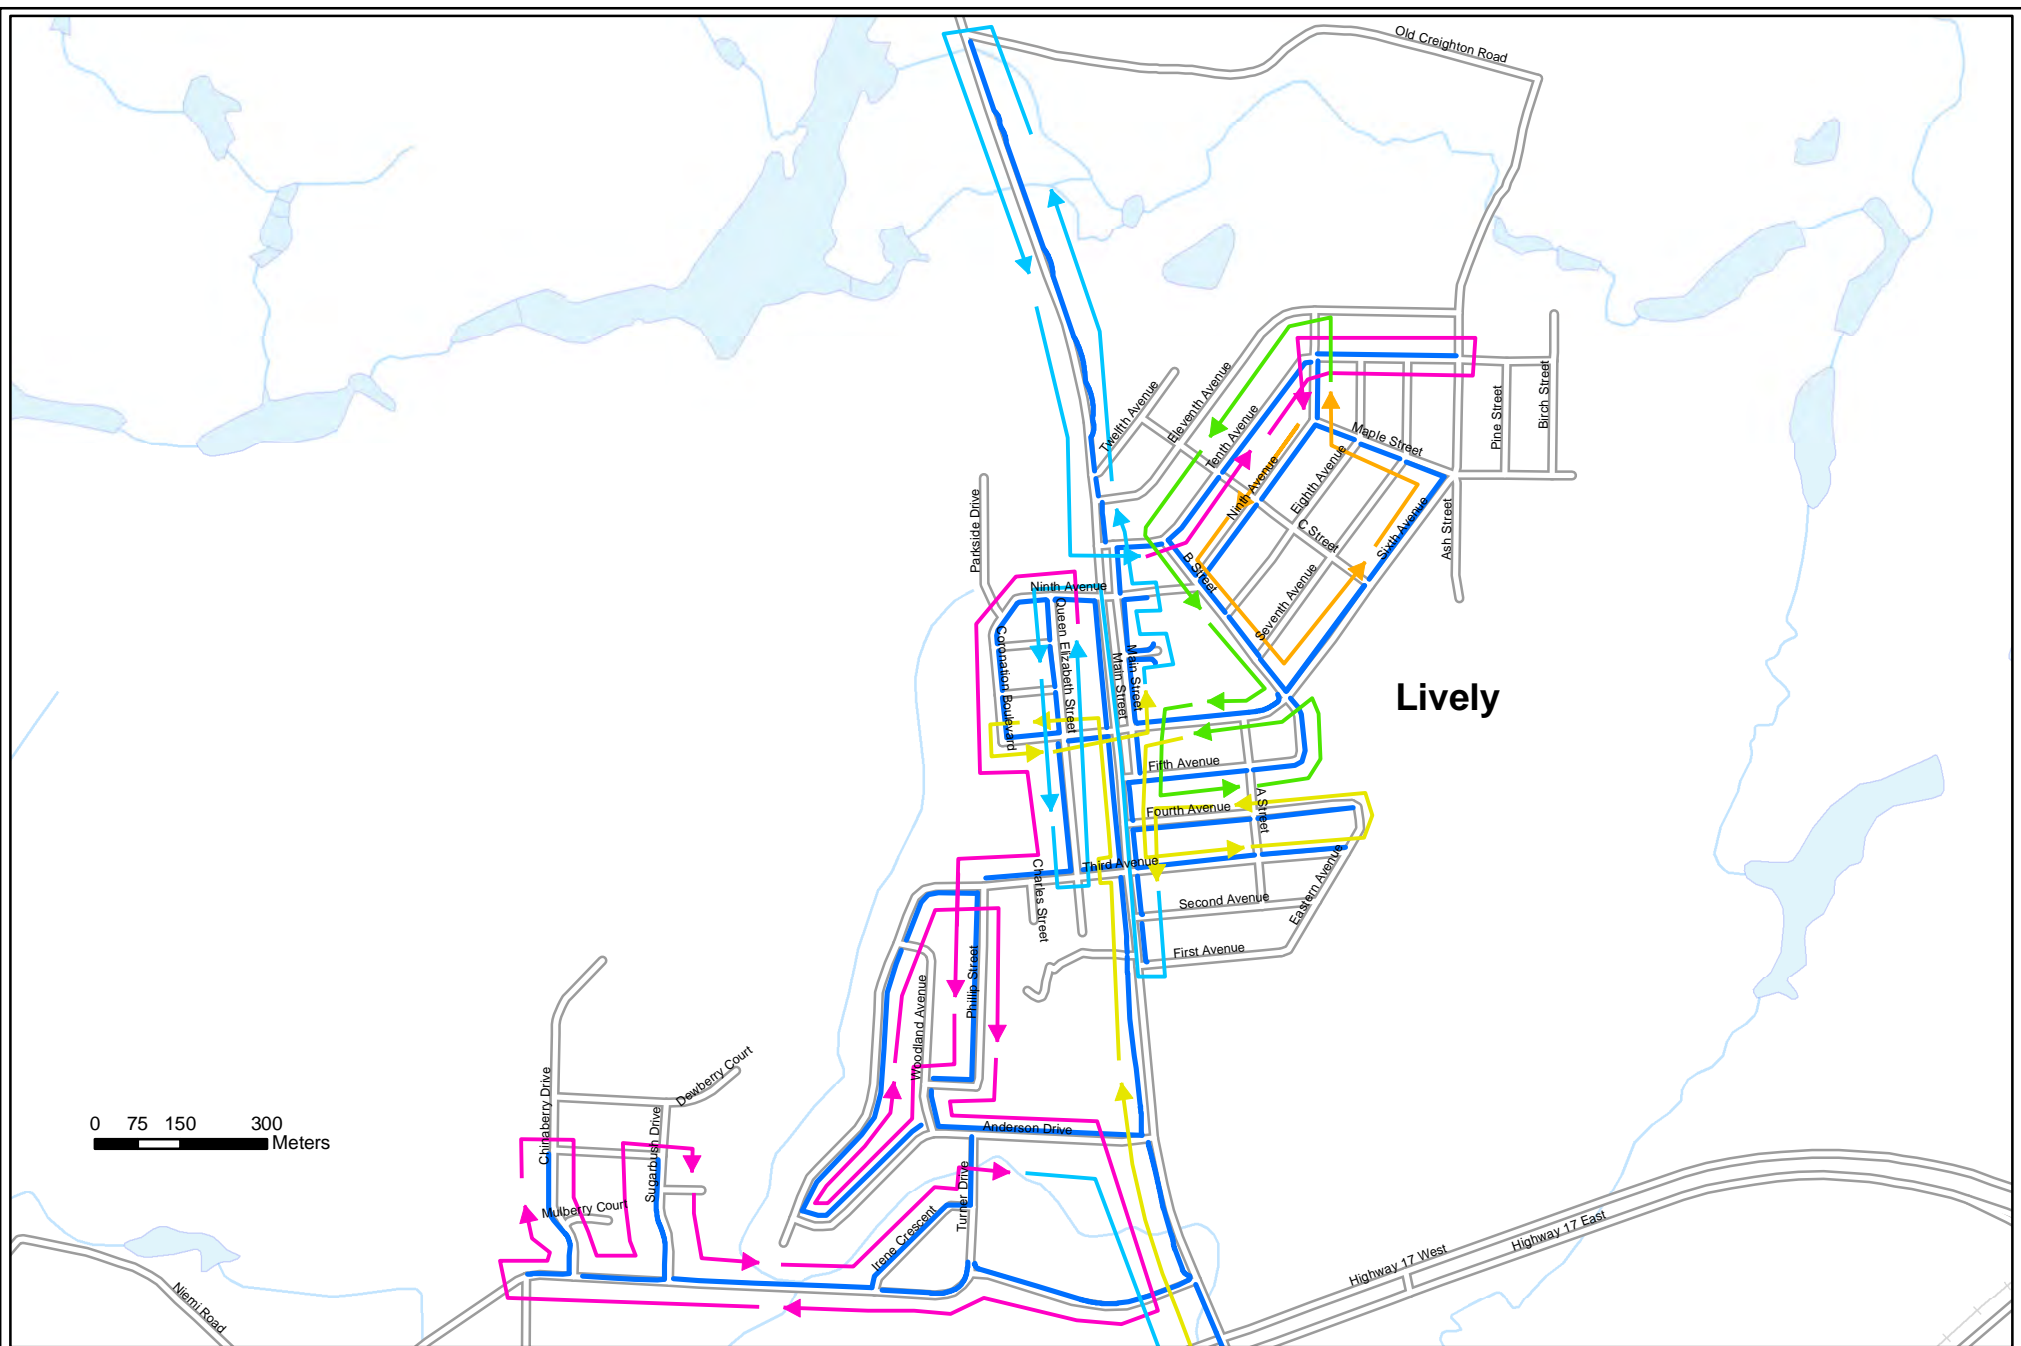 Old Creighton Road
Twelfth Avenue
Eleventh Avenue
Tenth Avenue
Ninth Avenue
Maple Street
Eighth Avenue
C Street
Sixth Avenue
Seventh Avenue
B Street
Pine Street
Birch Street
Ash Street
Parkside Drive
Ninth Avenue
Coronation Boulevard
Queen Elizabeth Street
Main Street
Main Street
Lively
Fifth Avenue
Fourth Avenue
A Street
Third Avenue
Charles Street
Second Avenue
Eastern Avenue
First Avenue
Phillip Street
Woodland Avenue
Dewberry Court
Chinaberry Drive
Sugarbush Drive
Anderson Drive
0 75 150 300
Meters
Mulberry Court
Turner Drive
Irene Crescent
Niemi Road
Highway 17 West
Highway 17 East